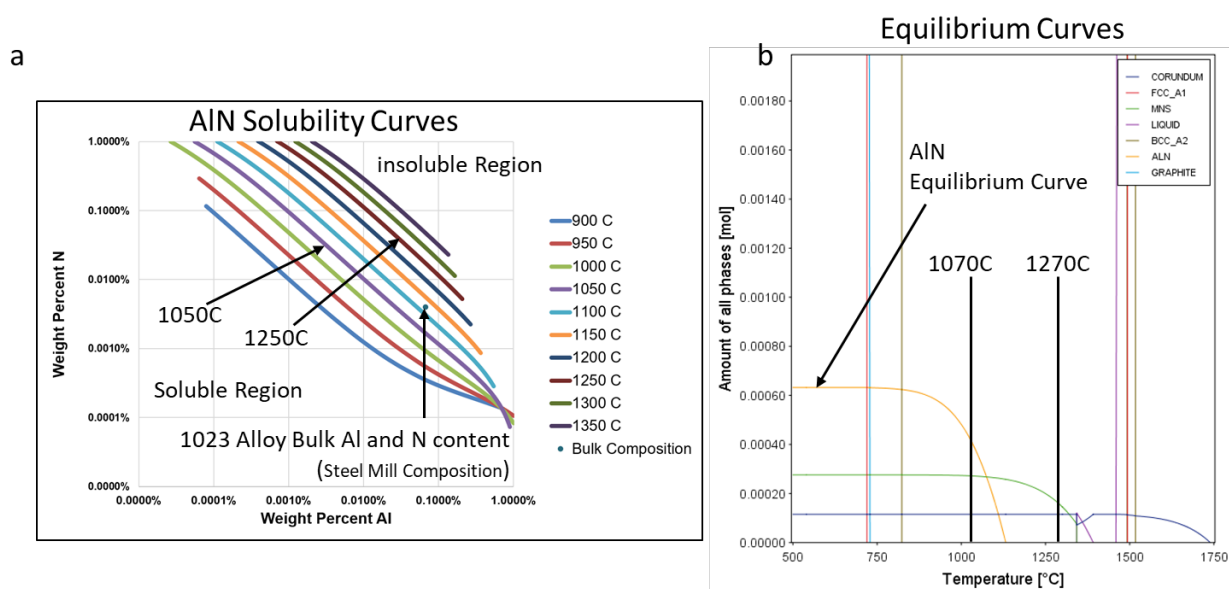 a
AlN Solubility Curves
insoluble Region
Weight Percent N
1.0000%
0.1000%
0.0100%
0.0010%
0.0001%
0.0000%
1050C
1250C
Soluble Region
1023 Alloy Bulk Al and N content
(Steel Mill Composition)
0.0000%
0.0001%
0.0010%
0.0100%
0.1000%
1.0000%
Weight Percent Al
900 C
950 C
1000 C
1050 C
1100 C
1150 C
1200 C
1250 C
1300 C
1350 C
Bulk Composition
Equilibrium Curves
b
Amount of all phases [mol]
0.00180
0.00160
0.00140
0.00120
0.00100
0.00080
0.00060
0.00040
0.00020
0.00000
AlN
Equilibrium Curve
1070C
1270C
CORUNDUM
FCC_A1
MNS
LIQUID
BCC_A2
ALN
GRAPHITE
500
750
1000
1250
1500
1750
Temperature [°C]